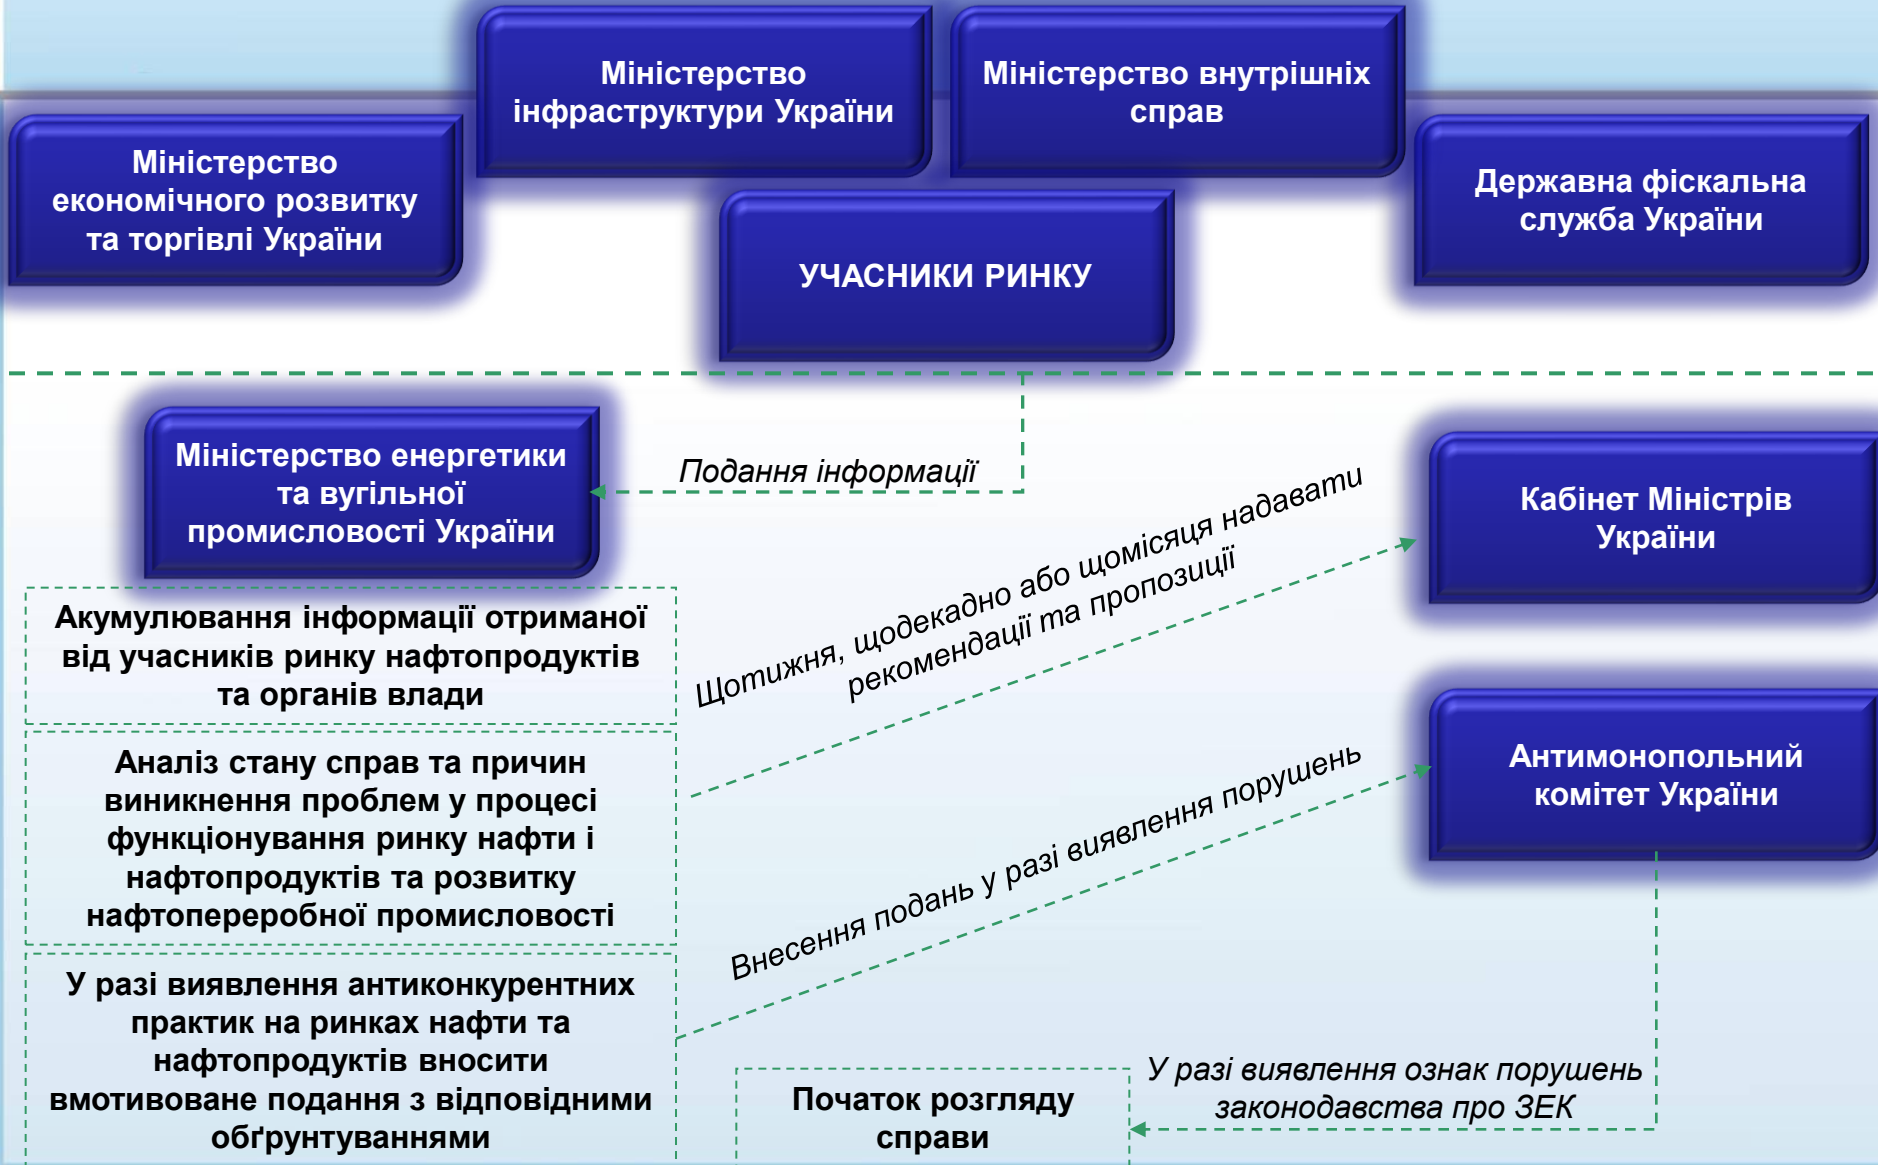 Міністерство
інфраструктури України
Міністерство внутрішніх
справ
Міністерство
економічного розвитку
та торгівлі України
Державна фіскальна
служба України
УЧАСНИКИ РИНКУ
Міністерство енергетики
та вугільної
промисловості України
Подання інформації
Кабінет Міністрів
України
Щотижня, щодекадно або щомісяця надавати
рекомендації та пропозиції
Акумулювання інформації отриманої
від учасників ринку нафтопродуктів
та органів влади
Аналіз стану справ та причин
виникнення проблем у процесі
функціонування ринку нафти і
нафтопродуктів та розвитку
нафтопереробної промисловості
Антимонопольний
комітет України
Внесення подань у разі виявлення порушень
У разі виявлення антиконкурентних
практик на ринках нафти та
нафтопродуктів вносити
вмотивоване подання з відповідними
обґрунтуваннями
Початок розгляду
справи
У разі виявлення ознак порушень
законодавства про ЗЕК